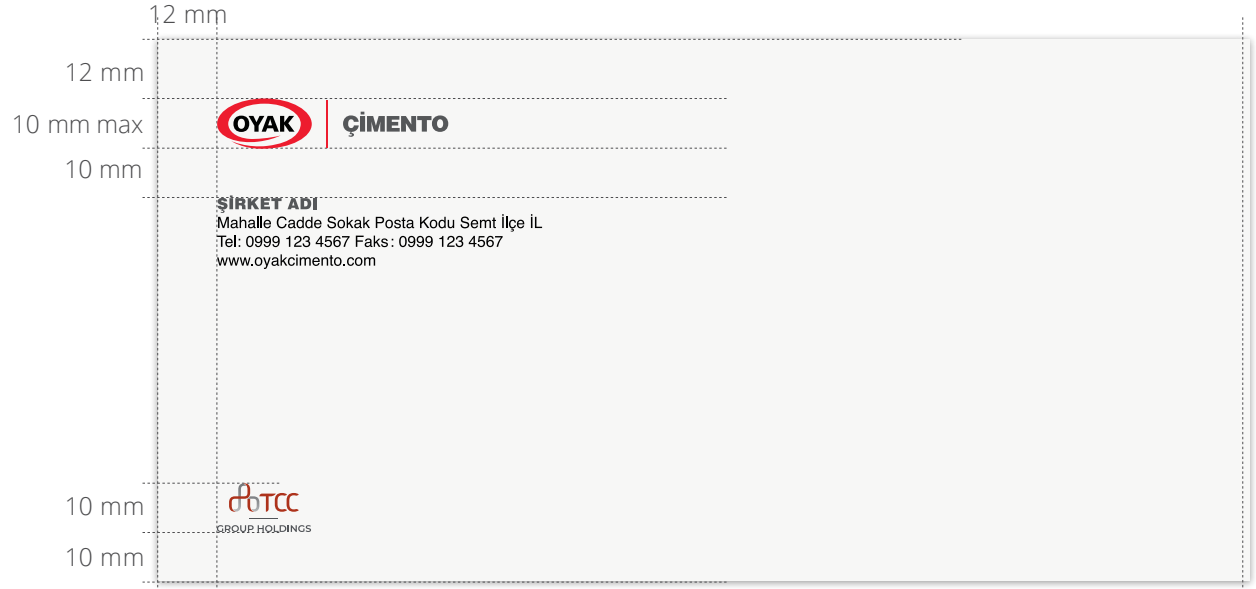 12 mm
12 mm
10 mm max
OYAK ÇİMENTO
10 mm
ŞİRKET ADI
Mahalle Cadde Sokak Posta Kodu Semt İlçe İL
Tel: 0999 123 4567 Faks: 0999 123 4567
www.oyakcimento.com
10 mm
TCC
GROUP HOLDINGS
10 mm